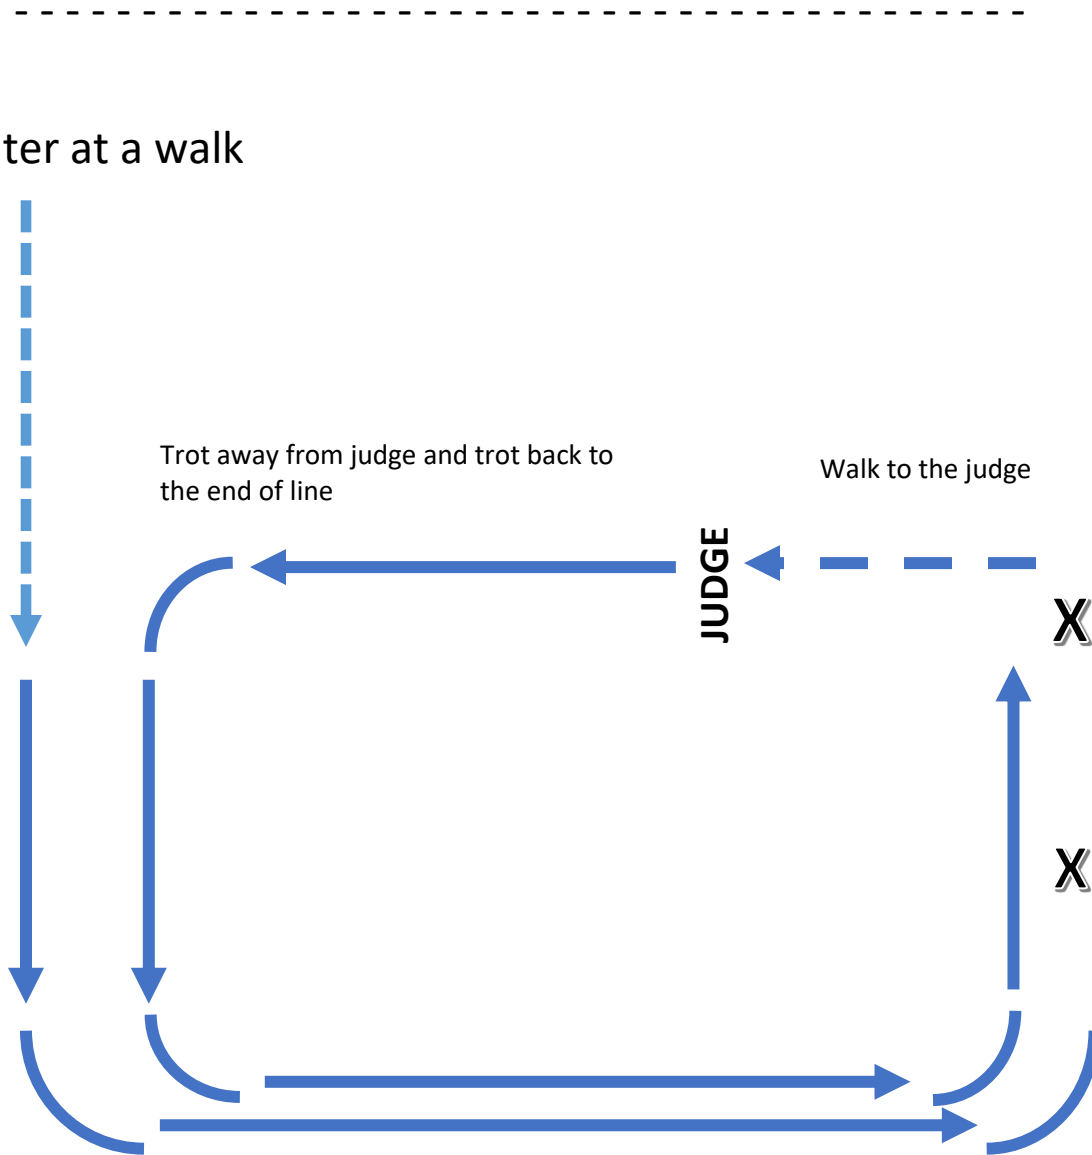 ter at a walk
Trot away from judge and trot back to
the end of line
Walk to the judge
JUDGE
X
X